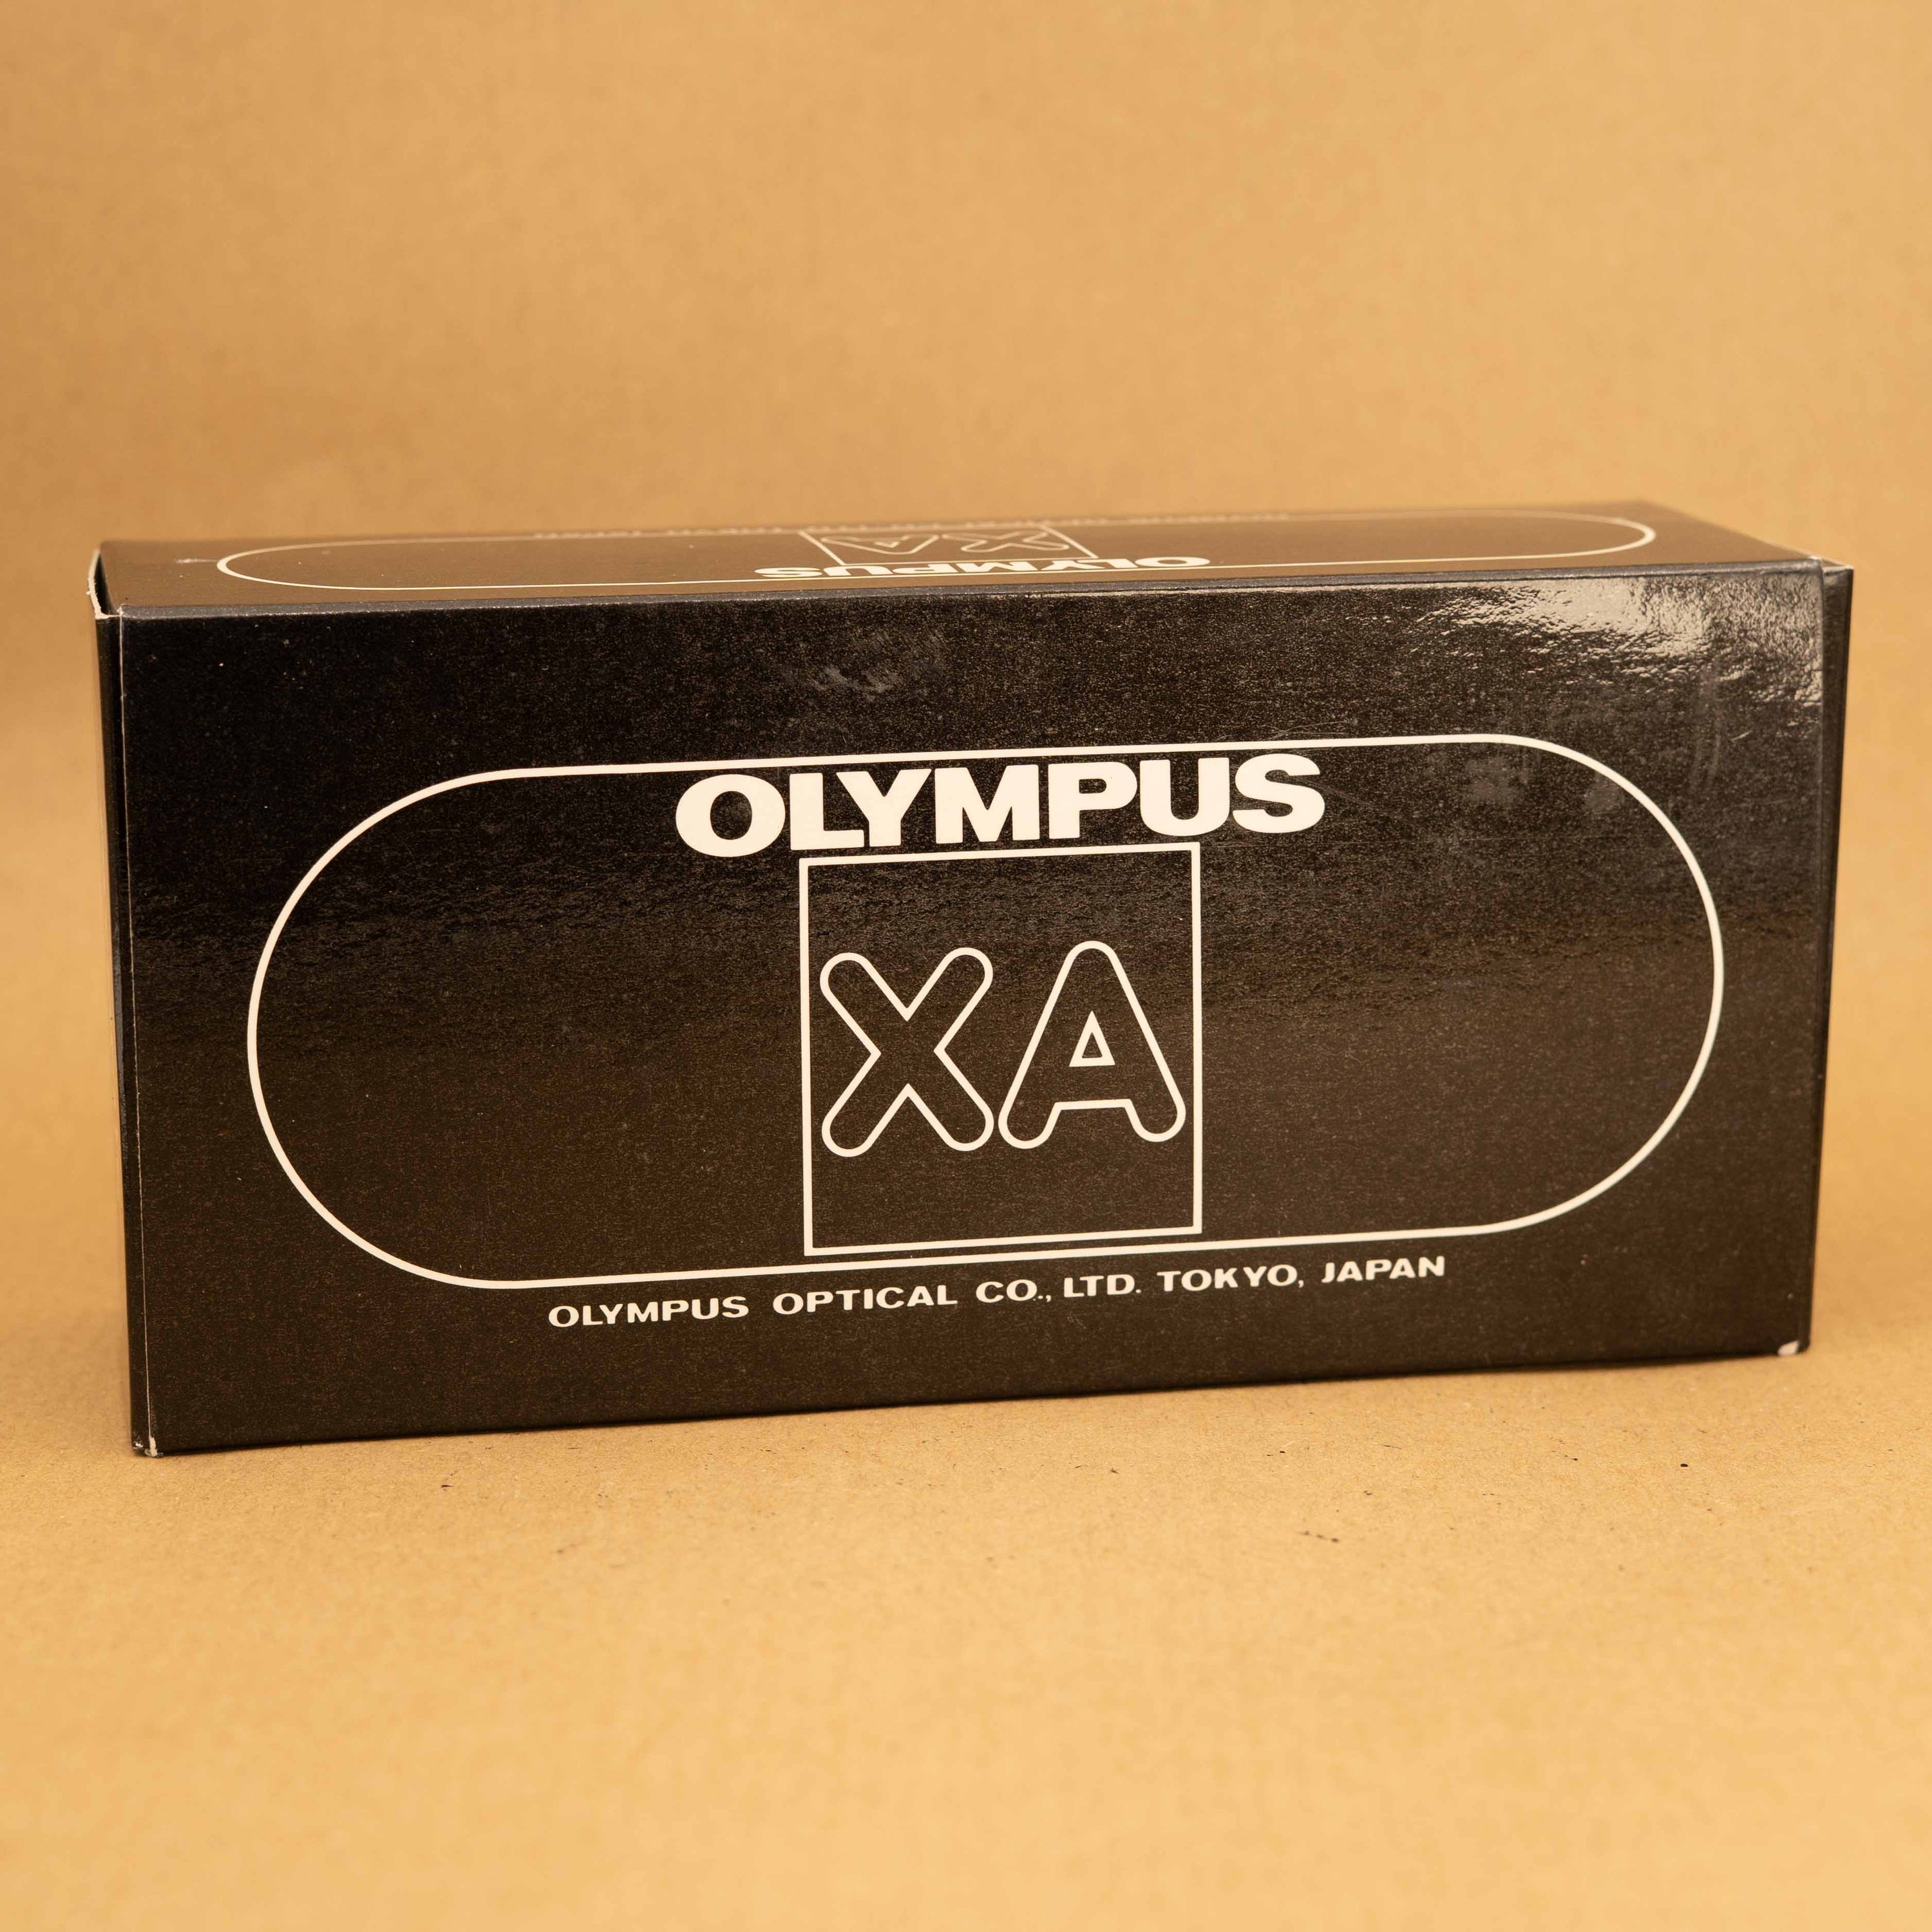 XA
OLYMPUS
OLYMPUS
XA
OLYMPUS OPTICAL CO., LTD. TOKYO, JAPAN